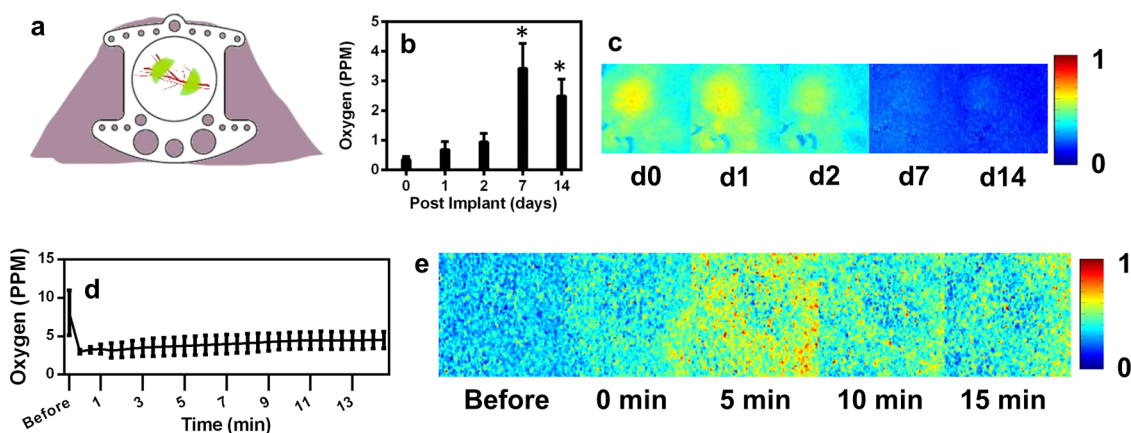 a
b
Oxygen (PPM)
5
4
3
2
1
0
*
*
0 1 2 7 14
Post Implant (days)
c
1
0
d0 d1 d2 d7 d14
d
Oxygen (PPM)
15
10
5
0
Before 1 3 5 7 9 11 13
Time (min)
e
1
0
Before 0 min 5 min 10 min 15 min